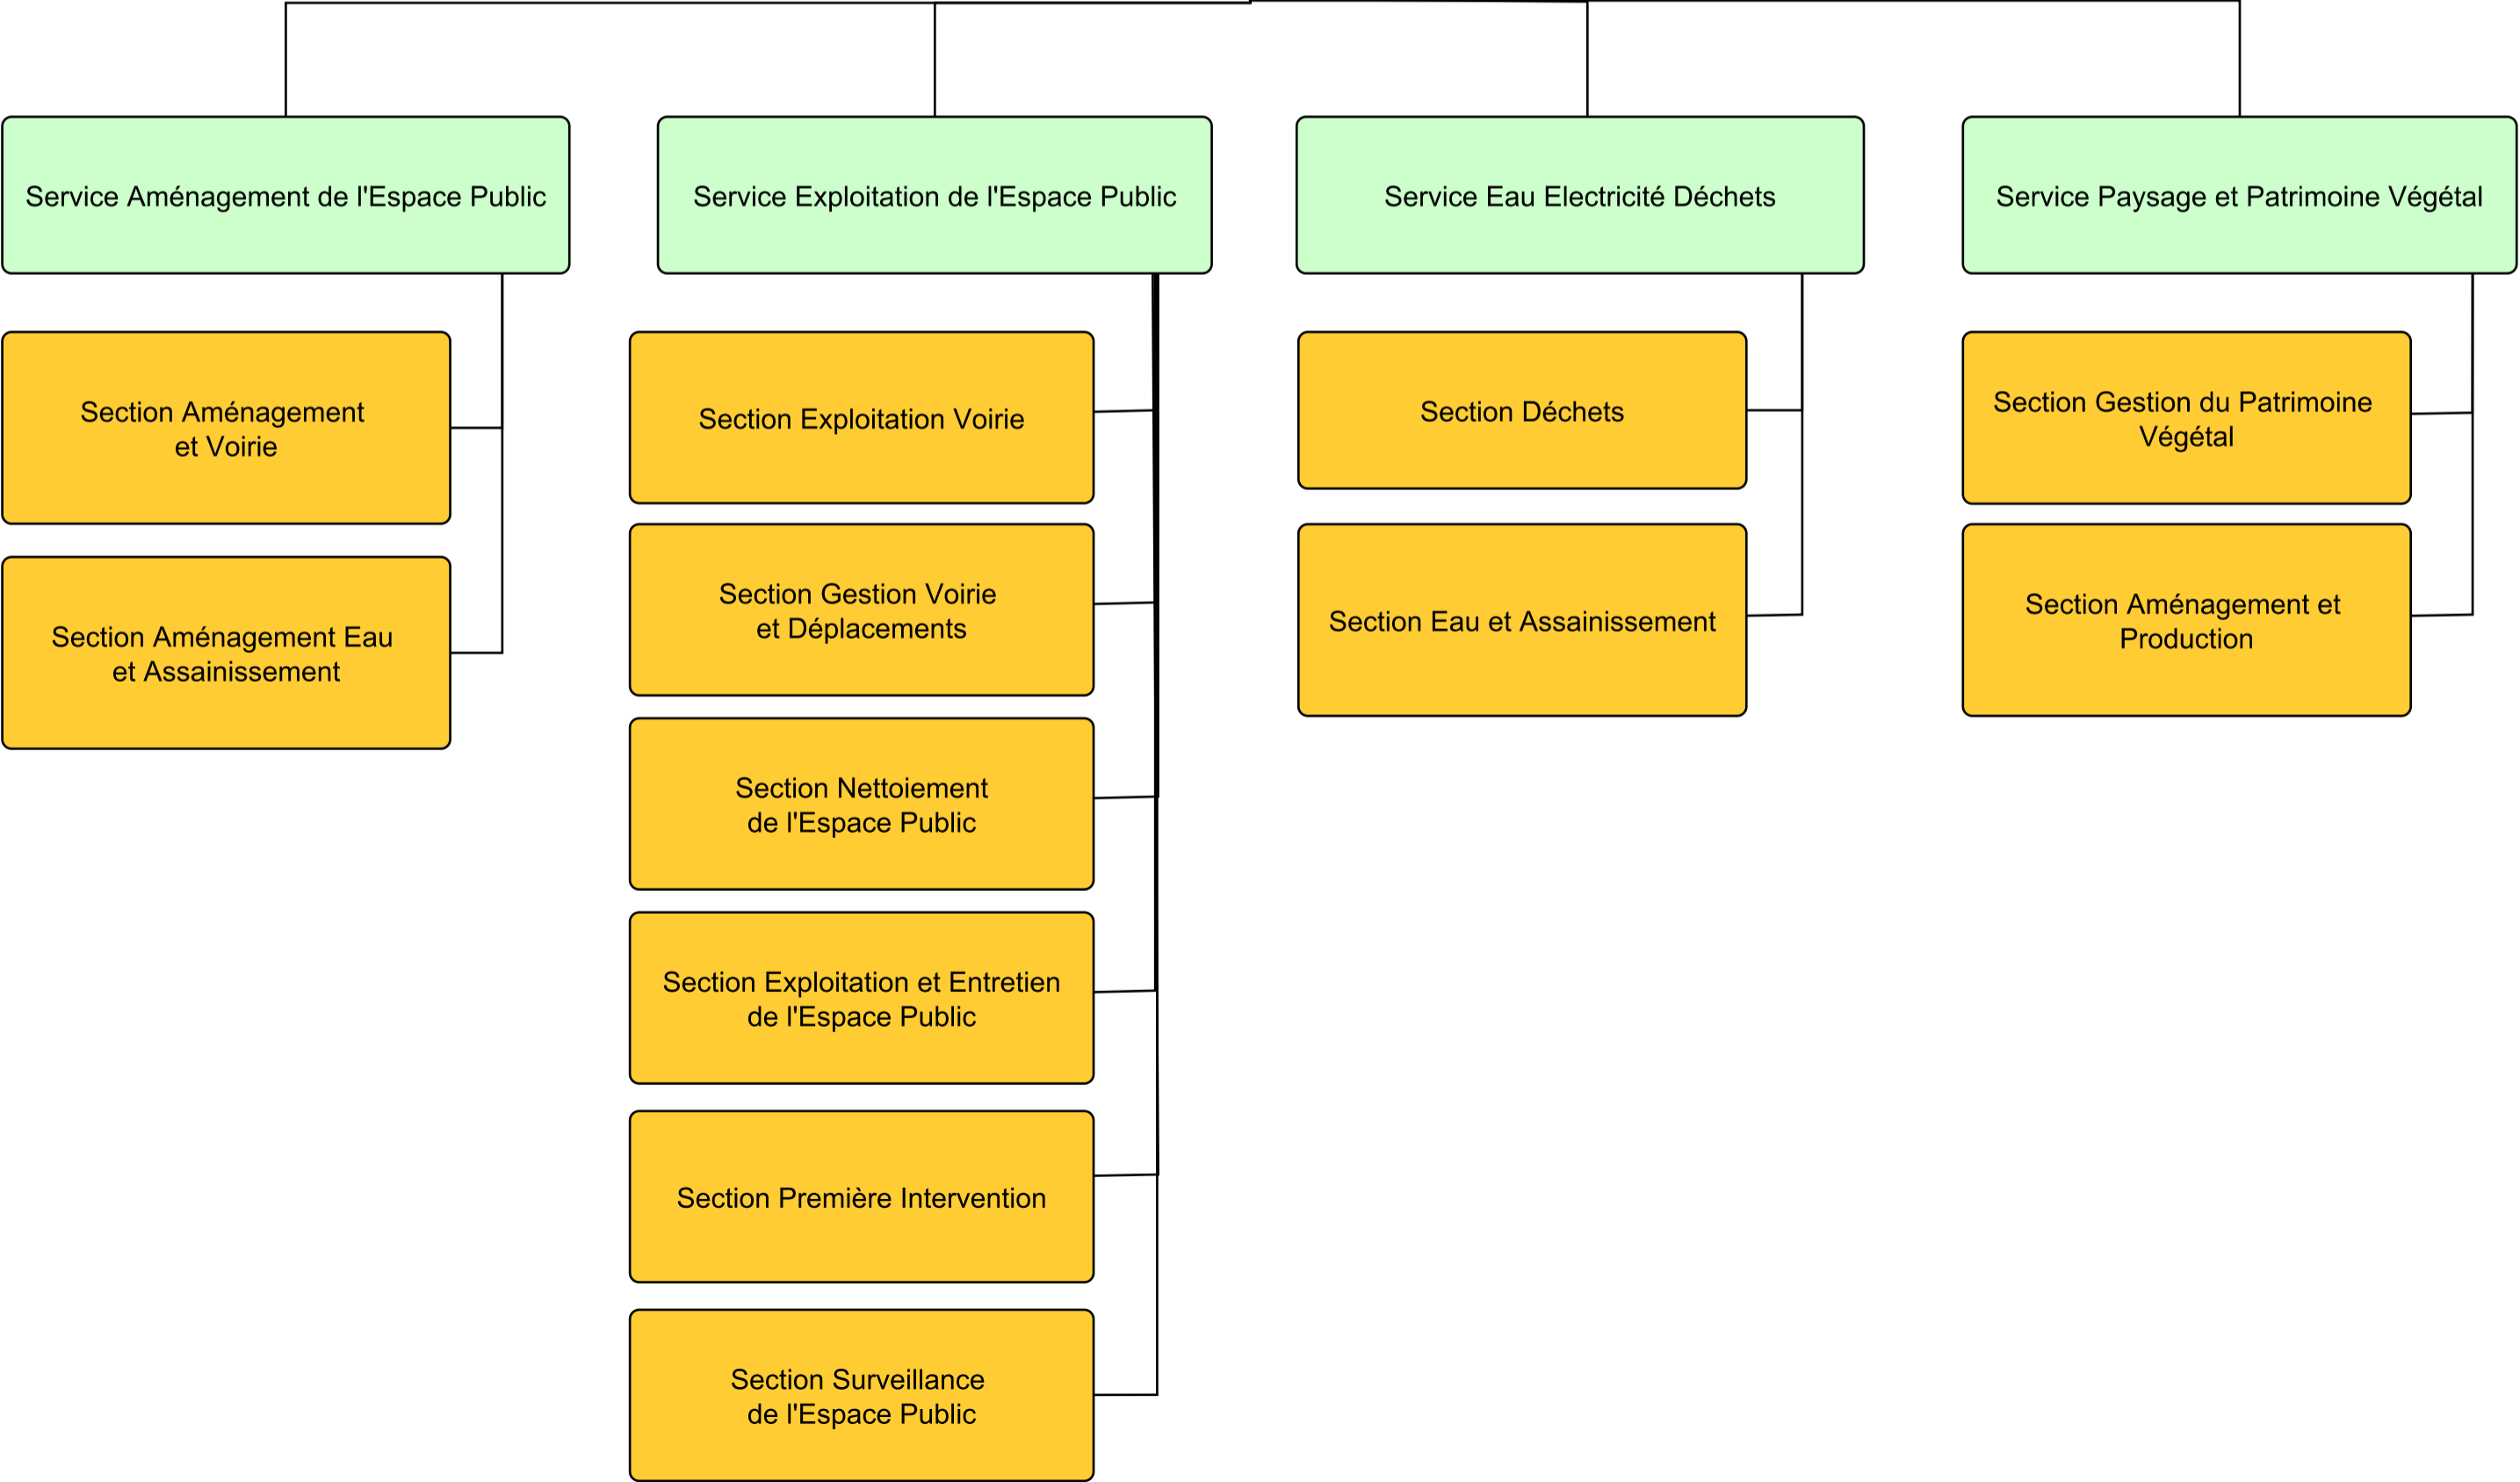 Service Aménagement de l'Espace Public
Service Exploitation de l'Espace Public
Service Eau Electricité Déchets
Service Paysage et Patrimoine Végétal
Section Aménagement
et Voirie
Section Aménagement Eau
et Assainissement
Section Exploitation Voirie
Section Gestion Voirie
et Déplacements
Section Nettoiement
de l'Espace Public
Section Exploitation et Entretien
de l'Espace Public
Section Première Intervention
Section Surveillance
de l'Espace Public
Section Déchets
Section Eau et Assainissement
Section Gestion du Patrimoine
Végétal
Section Aménagement et
Production